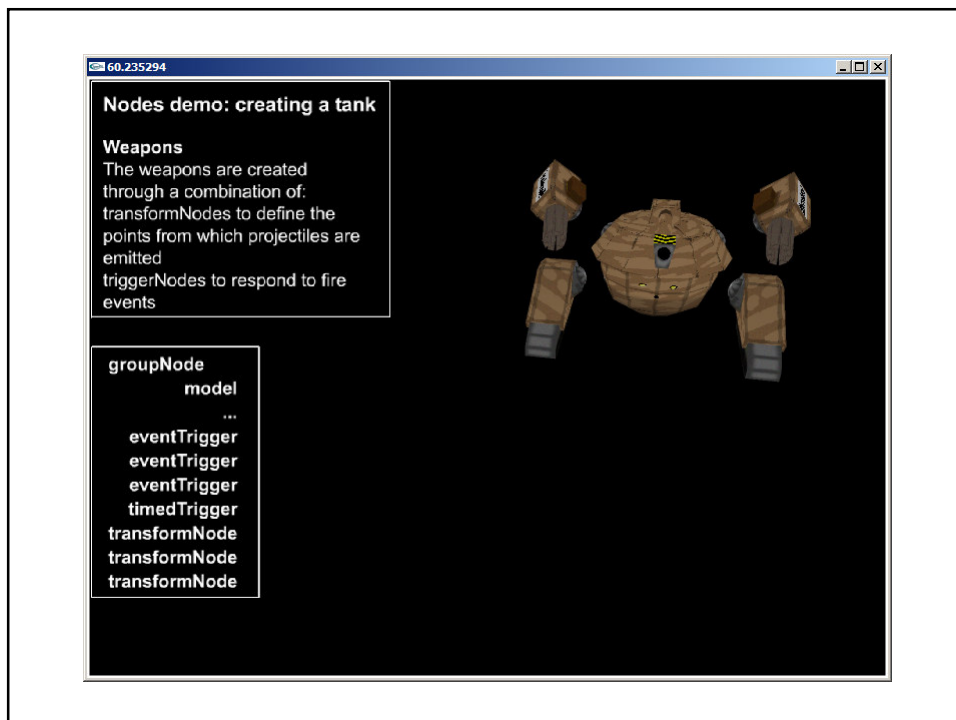 60.235294
Nodes demo: creating a tank
Weapons
The weapons are created
through a combination of:
transformNodes to define the
points from which projectiles are
emitted
triggerNodes to respond to fire
events
groupNode
model
...
eventTrigger
eventTrigger
eventTrigger
timedTrigger
transformNode
transformNode
transformNode